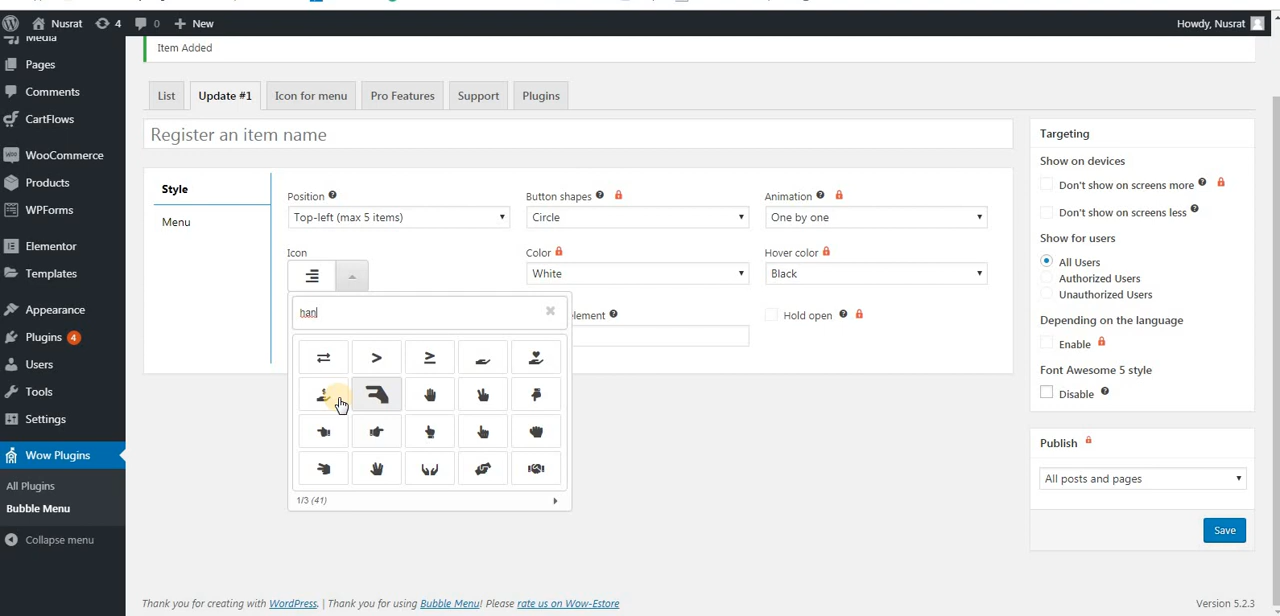 Nusrat 4 0 + New Howdy, Nusrat
Media
Pages
Comments
CartFlows
WooCommerce
Products
WPForms
Elementor
Templates
Appearance
Plugins 4
Users
Tools
Settings
Wow Plugins
All Plugins
Bubble Menu
Collapse menu
Item Added
List Update #1 Icon for menu Pro Features Support Plugins
Register an item name
Style
Menu
Position
Top-left (max 5 items)
Button shapes
Circle
Animation
One by one
Icon
Color
White
Hover color
Black
han
element
Hold open
1/3 (41)
Targeting
Show on devices
Don't show on screens more
Don't show on screens less
Show for users
All Users
Authorized Users
Unauthorized Users
Depending on the language
Enable
Font Awesome 5 style
Disable
Publish
All posts and pages
Save
Thank you for creating with WordPress. | Thank you for using Bubble Menu! Please rate us on Wow-Estore
Version 5.2.3